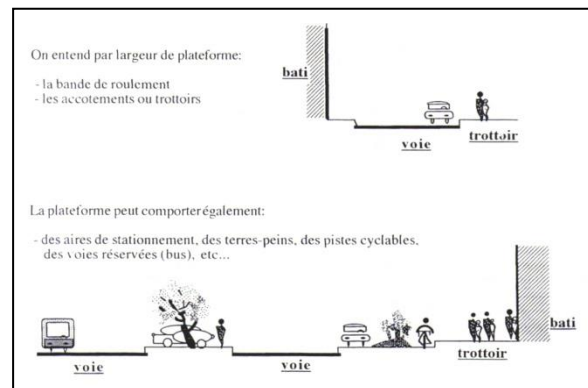 On entend par largeur de plateforme:
- la bande de roulement
- les accotements ou trottoirs
bati
voie
trottoir
La plateforme peut comporter également:
- des aires de stationnement, des terres-peins, des pistes cyclables,
des voies réservées (bus), etc...
voie
voie
trottoir
bati